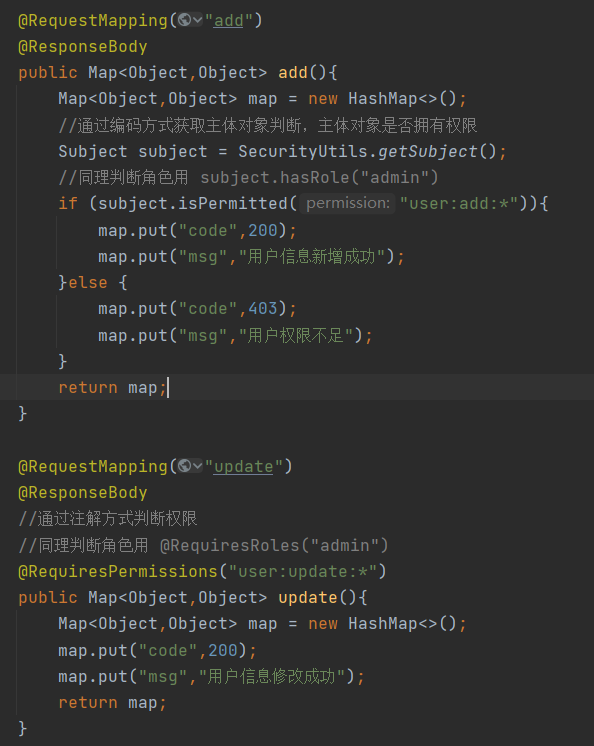 @RequestMapping("add")
@ResponseBody
public Map<Object,Object> add(){
    Map<Object,Object> map = new HashMap<>();
    //通过编码方式获取主体对象判断，主体对象是否拥有权限
    Subject subject = SecurityUtils.getSubject();
    //同理判断角色用 subject.hasRole("admin")
    if (subject.isPermitted( permission: "user:add:*")){
        map.put("code",200);
        map.put("msg","用户信息新增成功");
    }else {
        map.put("code",403);
        map.put("msg","用户权限不足");
    }
    return map;
}
@RequestMapping("update")
@ResponseBody
//通过注解方式判断权限
//同理判断角色用 @RequiresRoles("admin")
@RequiresPermissions("user:update:*")
public Map<Object,Object> update(){
    Map<Object,Object> map = new HashMap<>();
    map.put("code",200);
    map.put("msg","用户信息修改成功");
    return map;
}